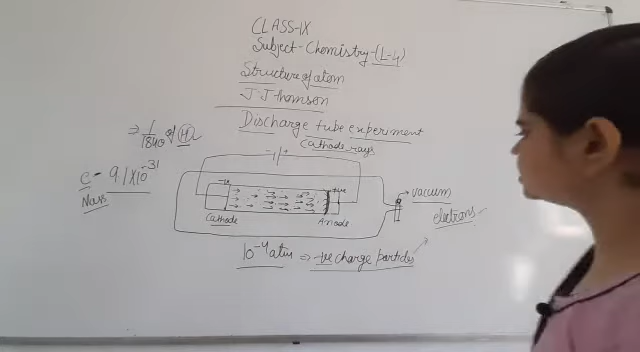 CLASS-IX
Subject-Chemistry-(L-4)
Structure of atom
J.J-thomson
Discharge tube experiment
Cathode rays
⇒ 1/1840 of H
e- 9.1×10^-31
Mass
-ve
+ve
Cathode
Anode
→ vacuum
electrons
10^-4 atm ⇒ -ve charge particles